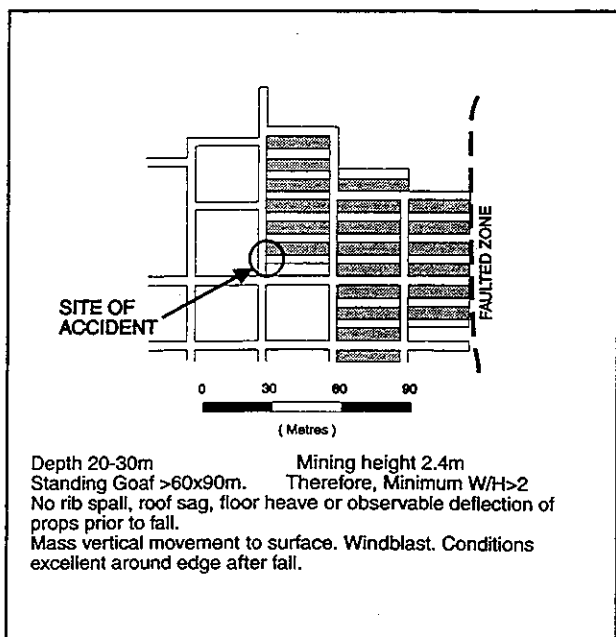 FAULTED ZONE
SITE OF
ACCIDENT
0 30 60 90
( Metres )
Depth 20-30m Mining height 2.4m
Standing Goaf >60x90m. Therefore, Minimum W/H>2
No rib spall, roof sag, floor heave or observable deflection of
props prior to fall.
Mass vertical movement to surface. Windblast. Conditions
excellent around edge after fall.